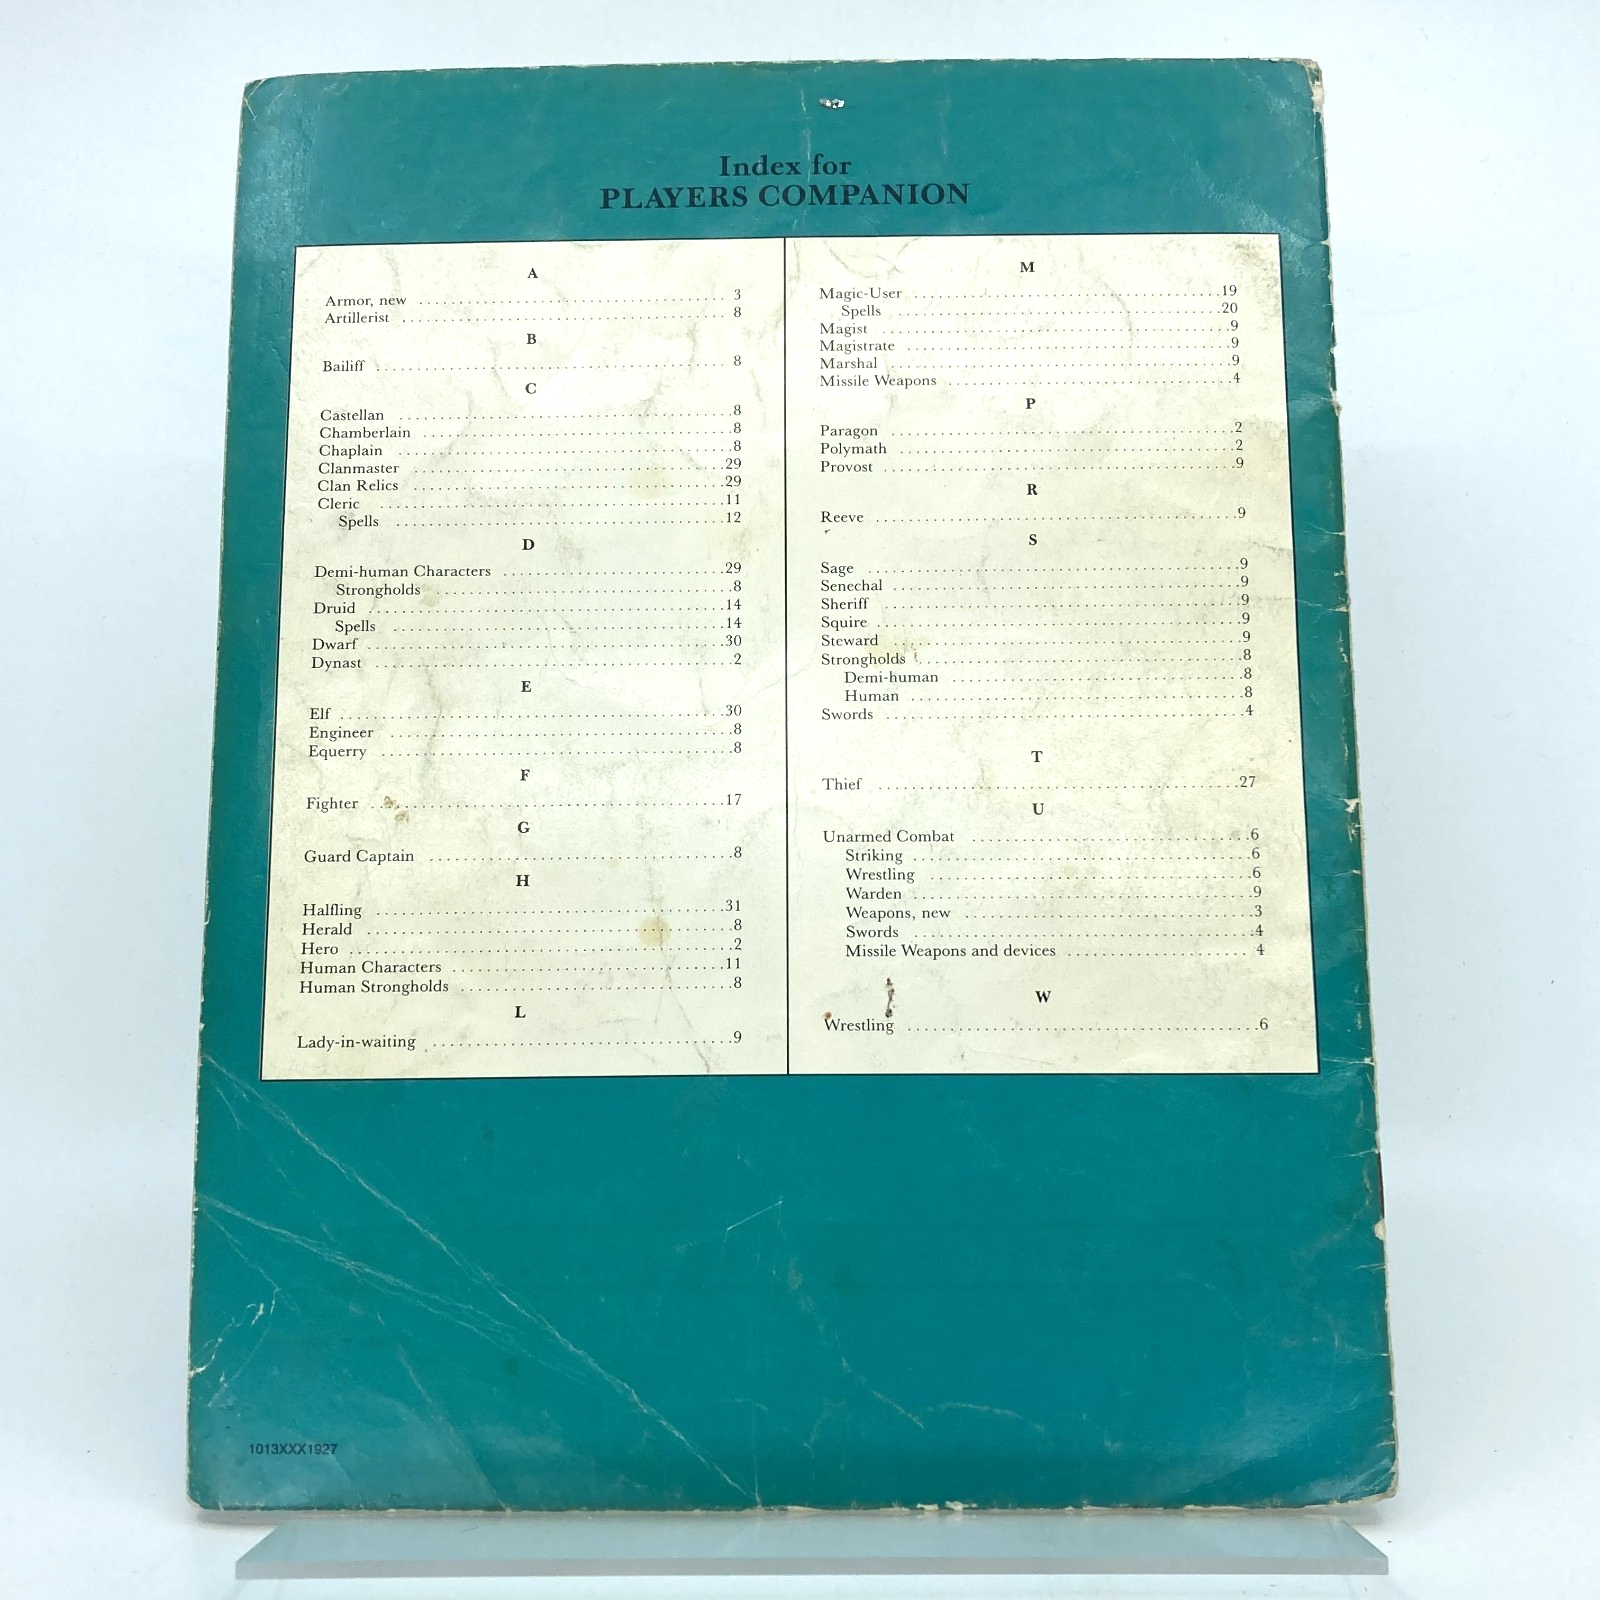 Index for
PLAYERS COMPANION
A
Armor, new ........ 3
Artillerist ........ 8
B
Bailiff ........ 8
C
Castellan ........ 8
Chamberlain ........ 8
Chaplain ........ 8
Clanmaster ........ 29
Clan Relics ........ 29
Cleric ........ 11
Spells ........ 12
D
Demi-human Characters ........ 29
Strongholds ........ 8
Druid ........ 14
Spells ........ 14
Dwarf ........ 30
Dynast ........ 2
E
Elf ........ 30
Engineer ........ 8
Equerry ........ 8
F
Fighter ........ 17
G
Guard Captain ........ 8
H
Halfling ........ 31
Herald ........ 8
Hero ........ 2
Human Characters ........ 11
Human Strongholds ........ 8
L
Lady-in-waiting ........ 9
M
Magic-User ........ 19
Spells ........ 20
Magist ........ 9
Magistrate ........ 9
Marshal ........ 9
Missile Weapons ........ 4
P
Paragon ........ 2
Polymath ........ 2
Provost ........ 9
R
Reeve ........ 9
S
Sage ........ 9
Senechal ........ 9
Sheriff ........ 9
Squire ........ 9
Steward ........ 9
Strongholds ........ 8
Demi-human ........ 8
Human ........ 8
Swords ........ 4
T
Thief ........ 27
U
Unarmed Combat ........ 6
Striking ........ 6
Wrestling ........ 6
Warden ........ 9
Weapons, new ........ 3
Swords ........ 4
Missile Weapons and devices ........ 4
W
Wrestling ........ 6
1013XXX1927